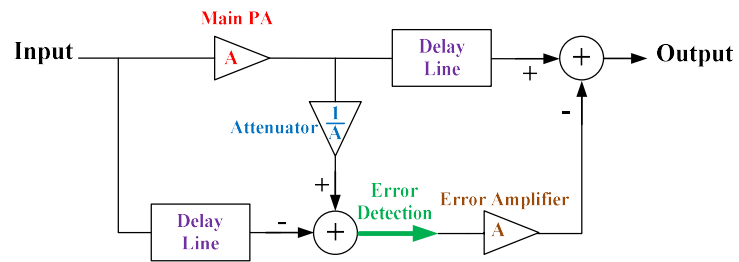 Main PA
Input
A
Delay
Line
+
+
Output
-
Attenuator
1
A
+
Error
Detection
Error Amplifier
Delay
Line
-
+
A